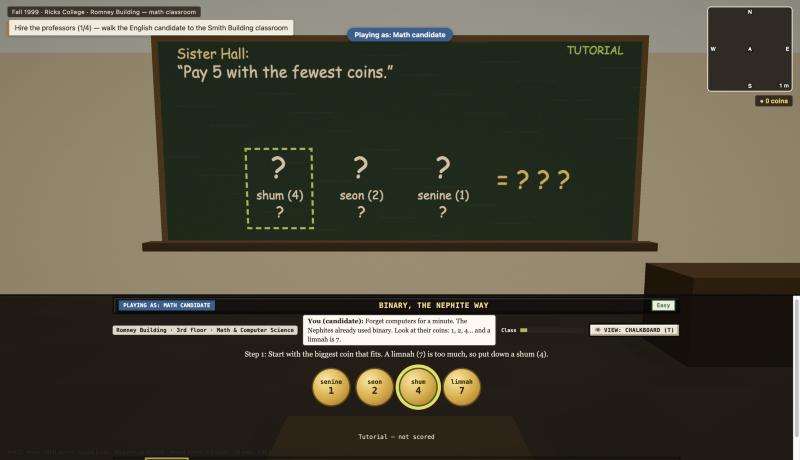 Fall 1999 · Ricks College · Romney Building — math classroom
Hire the professors (1/4) — walk the English candidate to the Smith Building classroom
Playing as: Math candidate
N
W
A
E
S
1 m
0 coins
Sister Hall:
TUTORIAL
“Pay 5 with the fewest coins.”
? ? ?
shum (4) seon (2) senine (1)
? ? ?
= ? ? ?
PLAYING AS: MATH CANDIDATE
BINARY, THE NEPHITE WAY
Easy
Romney Building · 3rd floor · Math & Computer Science
You (candidate): Forget computers for a minute. The
Nephites already used binary. Look at their coins: 1, 2, 4... and a
limnah is 7.
Class
VIEW: CHALKBOARD (T)
Step 1: Start with the biggest coin that fits. A limnah (7) is too much, so put down a shum (4).
senine seon shum limnah
1 2 4 7
Tutorial — not scored